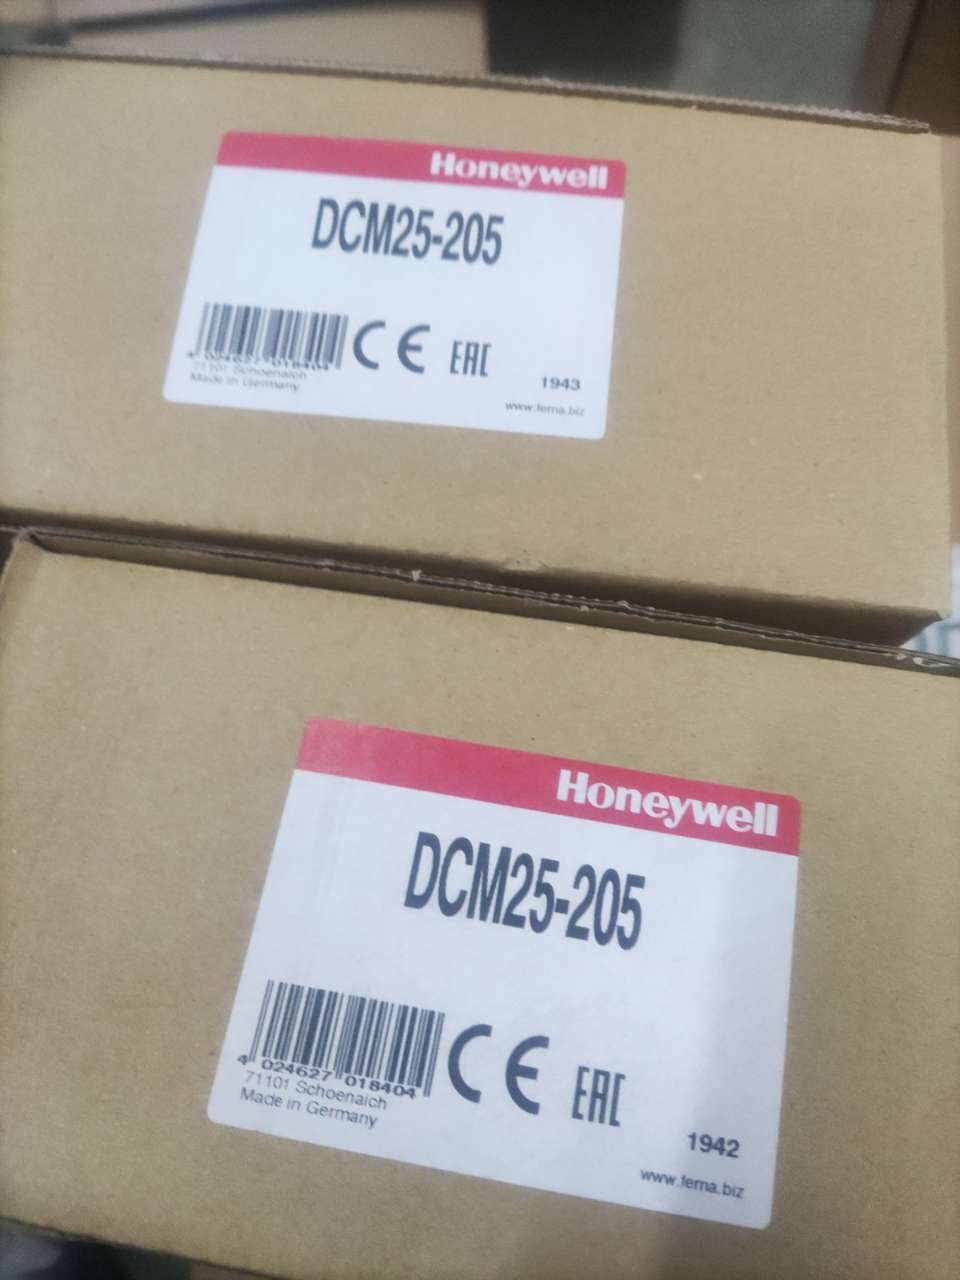 Honeywell
DCM25-205
4 024627 018404
CE
EAC
71101 Schoenaich
Made in Germany
1943
www.fema.biz
Honeywell
DCM25-205
4 024627 018404
CE
EAC
71101 Schoenaich
Made in Germany
1942
www.fema.biz